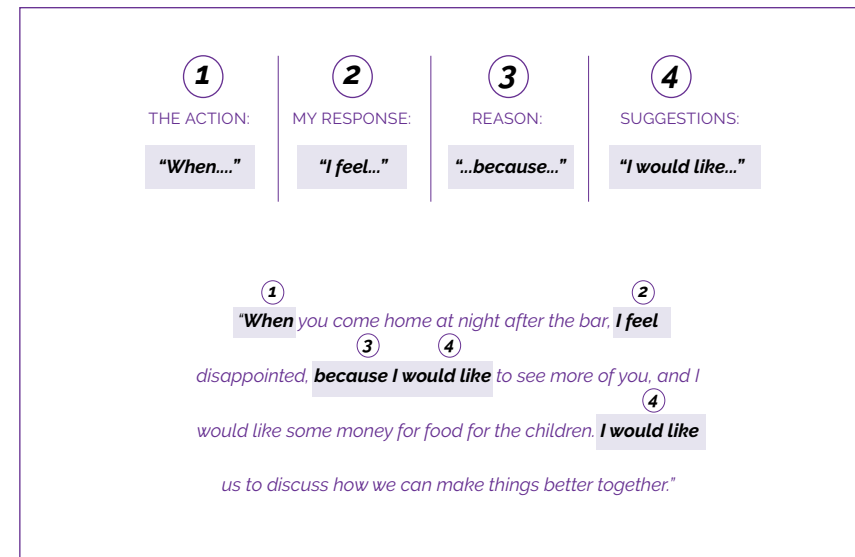 1 2 3 4
THE ACTION: MY RESPONSE: REASON: SUGGESTIONS:
“When....” “I feel...” “...because...” “I would like...”
1 2
“When you come home at night after the bar, I feel
3 4
disappointed, because I would like to see more of you, and I
4
would like some money for food for the children. I would like
us to discuss how we can make things better together.”